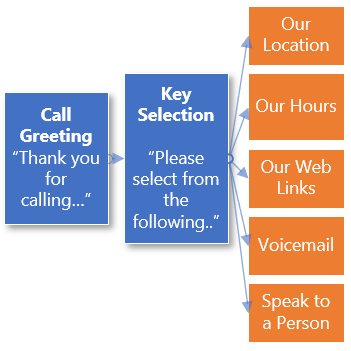 Call
Greeting
“Thank you
for
calling...”
Key
Selection
“Please
select from
the
following..”
Our
Location
Our Hours
Our Web
Links
Voicemail
Speak to
a Person